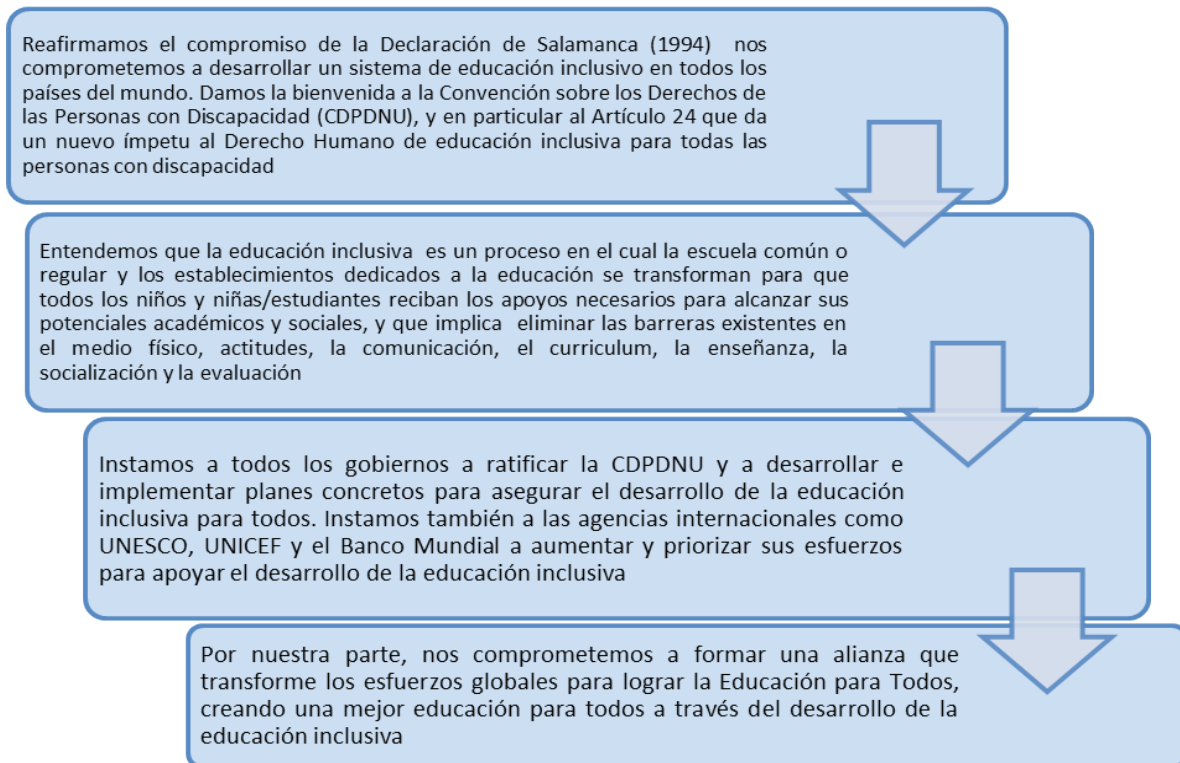 Reafirmamos el compromiso de la Declaración de Salamanca (1994) nos
comprometemos a desarrollar un sistema de educación inclusivo en todos los
países del mundo. Damos la bienvenida a la Convención sobre los Derechos de
las Personas con Discapacidad (CDPDNU), y en particular al Artículo 24 que da
un nuevo ímpetu al Derecho Humano de educación inclusiva para todas las
personas con discapacidad
Entendemos que la educación inclusiva es un proceso en el cual la escuela común o
regular y los establecimientos dedicados a la educación se transforman para que
todos los niños y niñas/estudiantes reciban los apoyos necesarios para alcanzar sus
potenciales académicos y sociales, y que implica eliminar las barreras existentes en
el medio físico, actitudes, la comunicación, el curriculum, la enseñanza, la
socialización y la evaluación
Instamos a todos los gobiernos a ratificar la CDPDNU y a desarrollar e
implementar planes concretos para asegurar el desarrollo de la educación
inclusiva para todos. Instamos también a las agencias internacionales como
UNESCO, UNICEF y el Banco Mundial a aumentar y priorizar sus esfuerzos
para apoyar el desarrollo de la educación inclusiva
Por nuestra parte, nos comprometemos a formar una alianza que
transforme los esfuerzos globales para lograr la Educación para Todos,
creando una mejor educación para todos a través del desarrollo de la
educación inclusiva